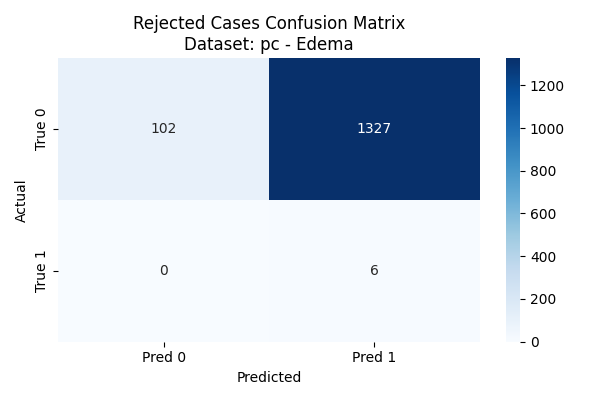 Rejected Cases Confusion Matrix
Dataset: pc - Edema
Actual
True 0
True 1
102
1327
0
6
Pred 0
Pred 1
Predicted
1200
1000
800
600
400
200
0